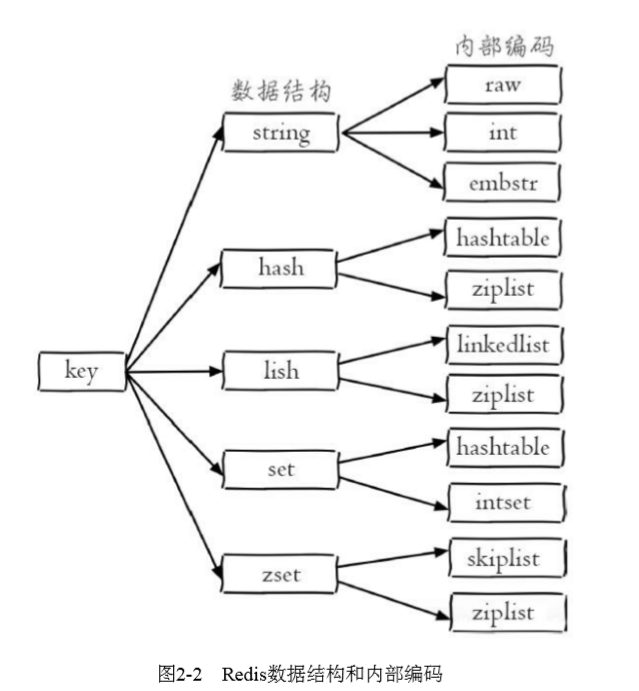 内部编码
数据结构
raw
string
int
embstr
hashtable
hash
ziplist
linkedlist
key
lish
ziplist
hashtable
set
intset
skiplist
zset
ziplist
图2-2 Redis数据结构和内部编码